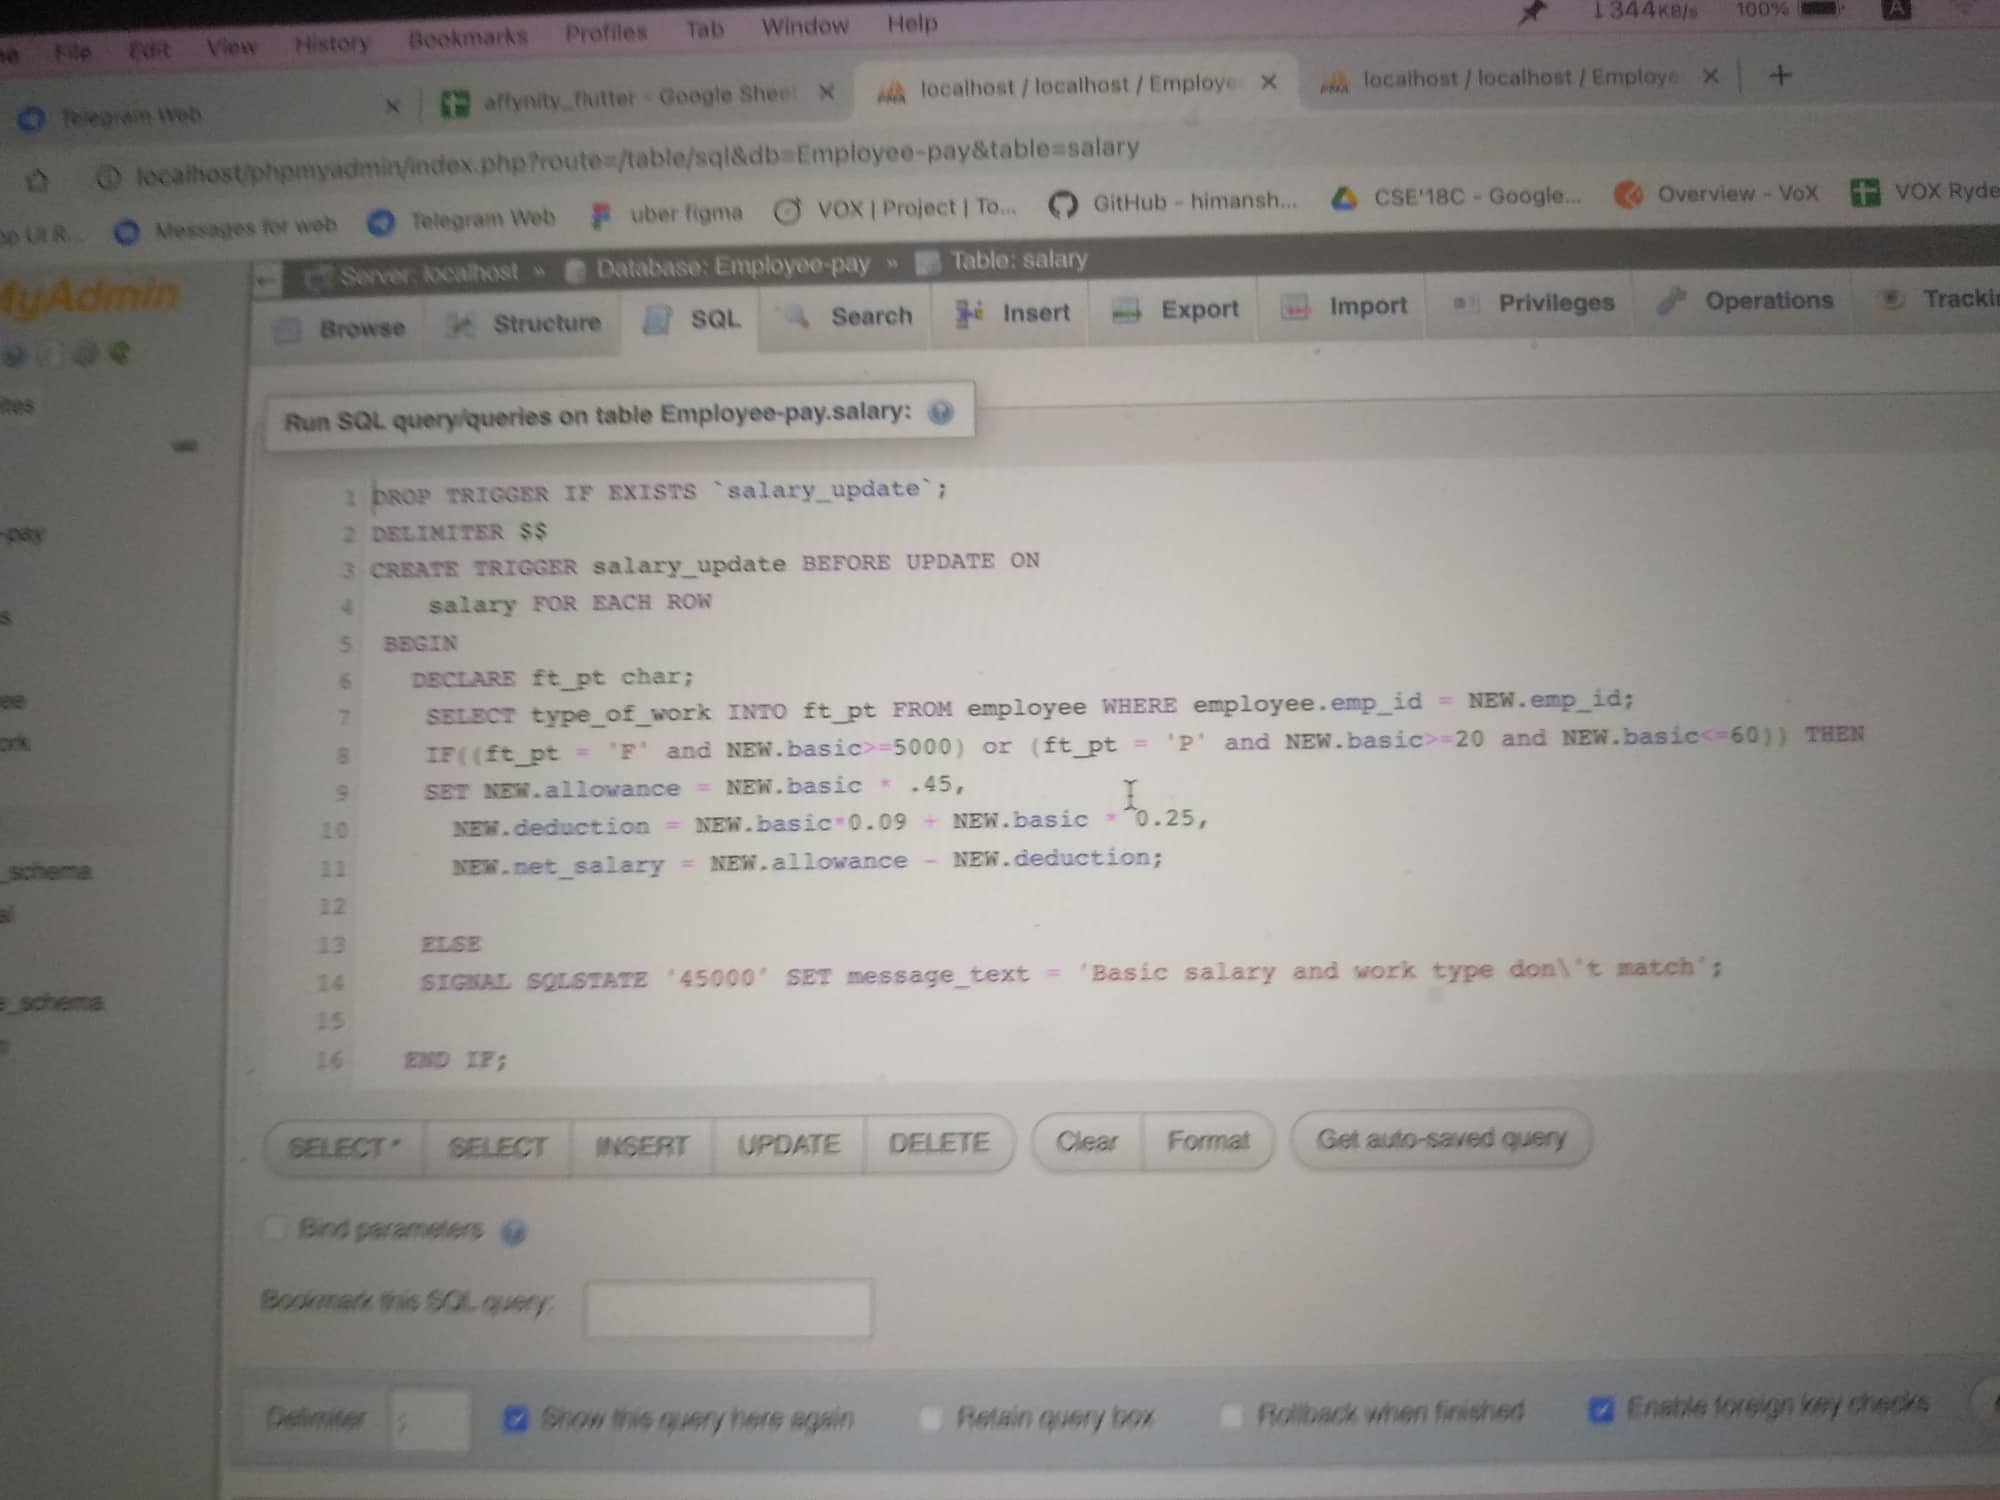 File Edit View History Bookmarks Profiles Tab Window Help 344KB/s 100% A
Telegram Web affynity_flutter - Google Shee localhost / localhost / Employe localhost / localhost / Employe
localhost/phpmyadmin/index.php?route=/table/sql&db=Employee-pay&table=salary
Messages for web Telegram Web uber figma VOX | Project | To... GitHub - himansh... CSE'18C - Google... Overview - VoX VOX Ryde
MyAdmin
Server: localhost » Database: Employee-pay » Table: salary
Browse Structure SQL Search Insert Export Import Privileges Operations Trackin
Run SQL query/queries on table Employee-pay.salary:
1 DROP TRIGGER IF EXISTS `salary_update`;
2 DELIMITER $$
3 CREATE TRIGGER salary_update BEFORE UPDATE ON
4 salary FOR EACH ROW
5 BEGIN
6 DECLARE ft_pt char;
7 SELECT type_of_work INTO ft_pt FROM employee WHERE employee.emp_id = NEW.emp_id;
8 IF((ft_pt = 'F' and NEW.basic>=5000) or (ft_pt = 'P' and NEW.basic>=20 and NEW.basic<=60)) THEN
9 SET NEW.allowance = NEW.basic * .45,
10 NEW.deduction = NEW.basic*0.09 + NEW.basic * 0.25,
11 NEW.net_salary = NEW.allowance - NEW.deduction;
12
13 ELSE
14 SIGNAL SQLSTATE '45000' SET message_text = 'Basic salary and work type don\'t match';
15
16 END IF;
-pay
_schema
_schema
SELECT* SELECT INSERT UPDATE DELETE Clear Format Get auto-saved query
Bind parameters
Bookmark this SQL query:
Delimiter ; Show this query here again Retain query box Rollback when finished Enable foreign key checks